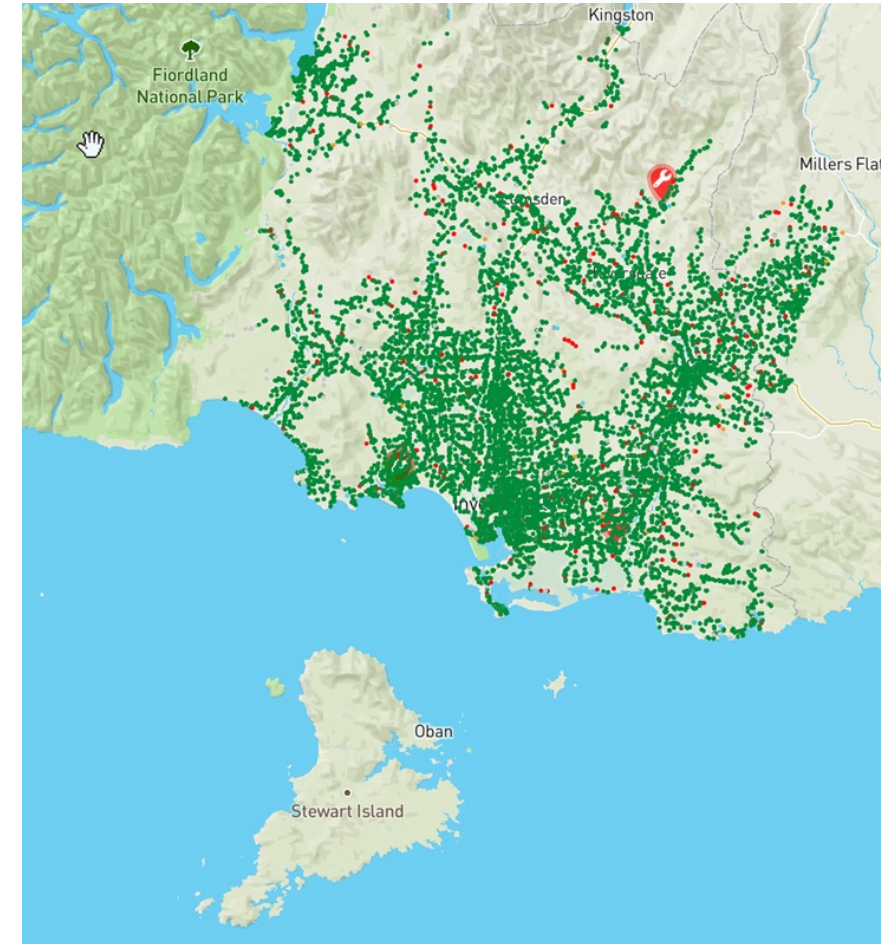 Kingston
Fiordland
National Park
Millers Flat
Oban
Stewart Island